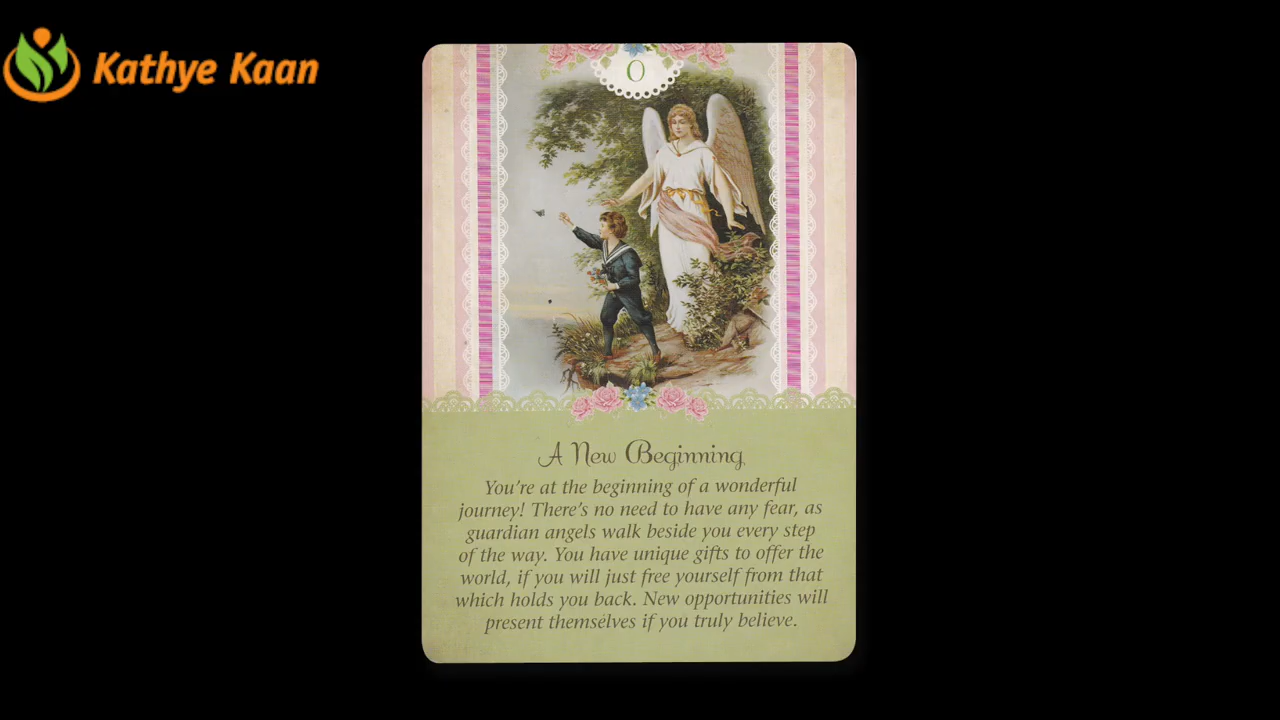 Kathye Kaan
0
A New Beginning
You're at the beginning of a wonderful
journey! There's no need to have any fear, as
guardian angels walk beside you every step
of the way. You have unique gifts to offer the
world, if you will just free yourself from that
which holds you back. New opportunities will
present themselves if you truly believe.